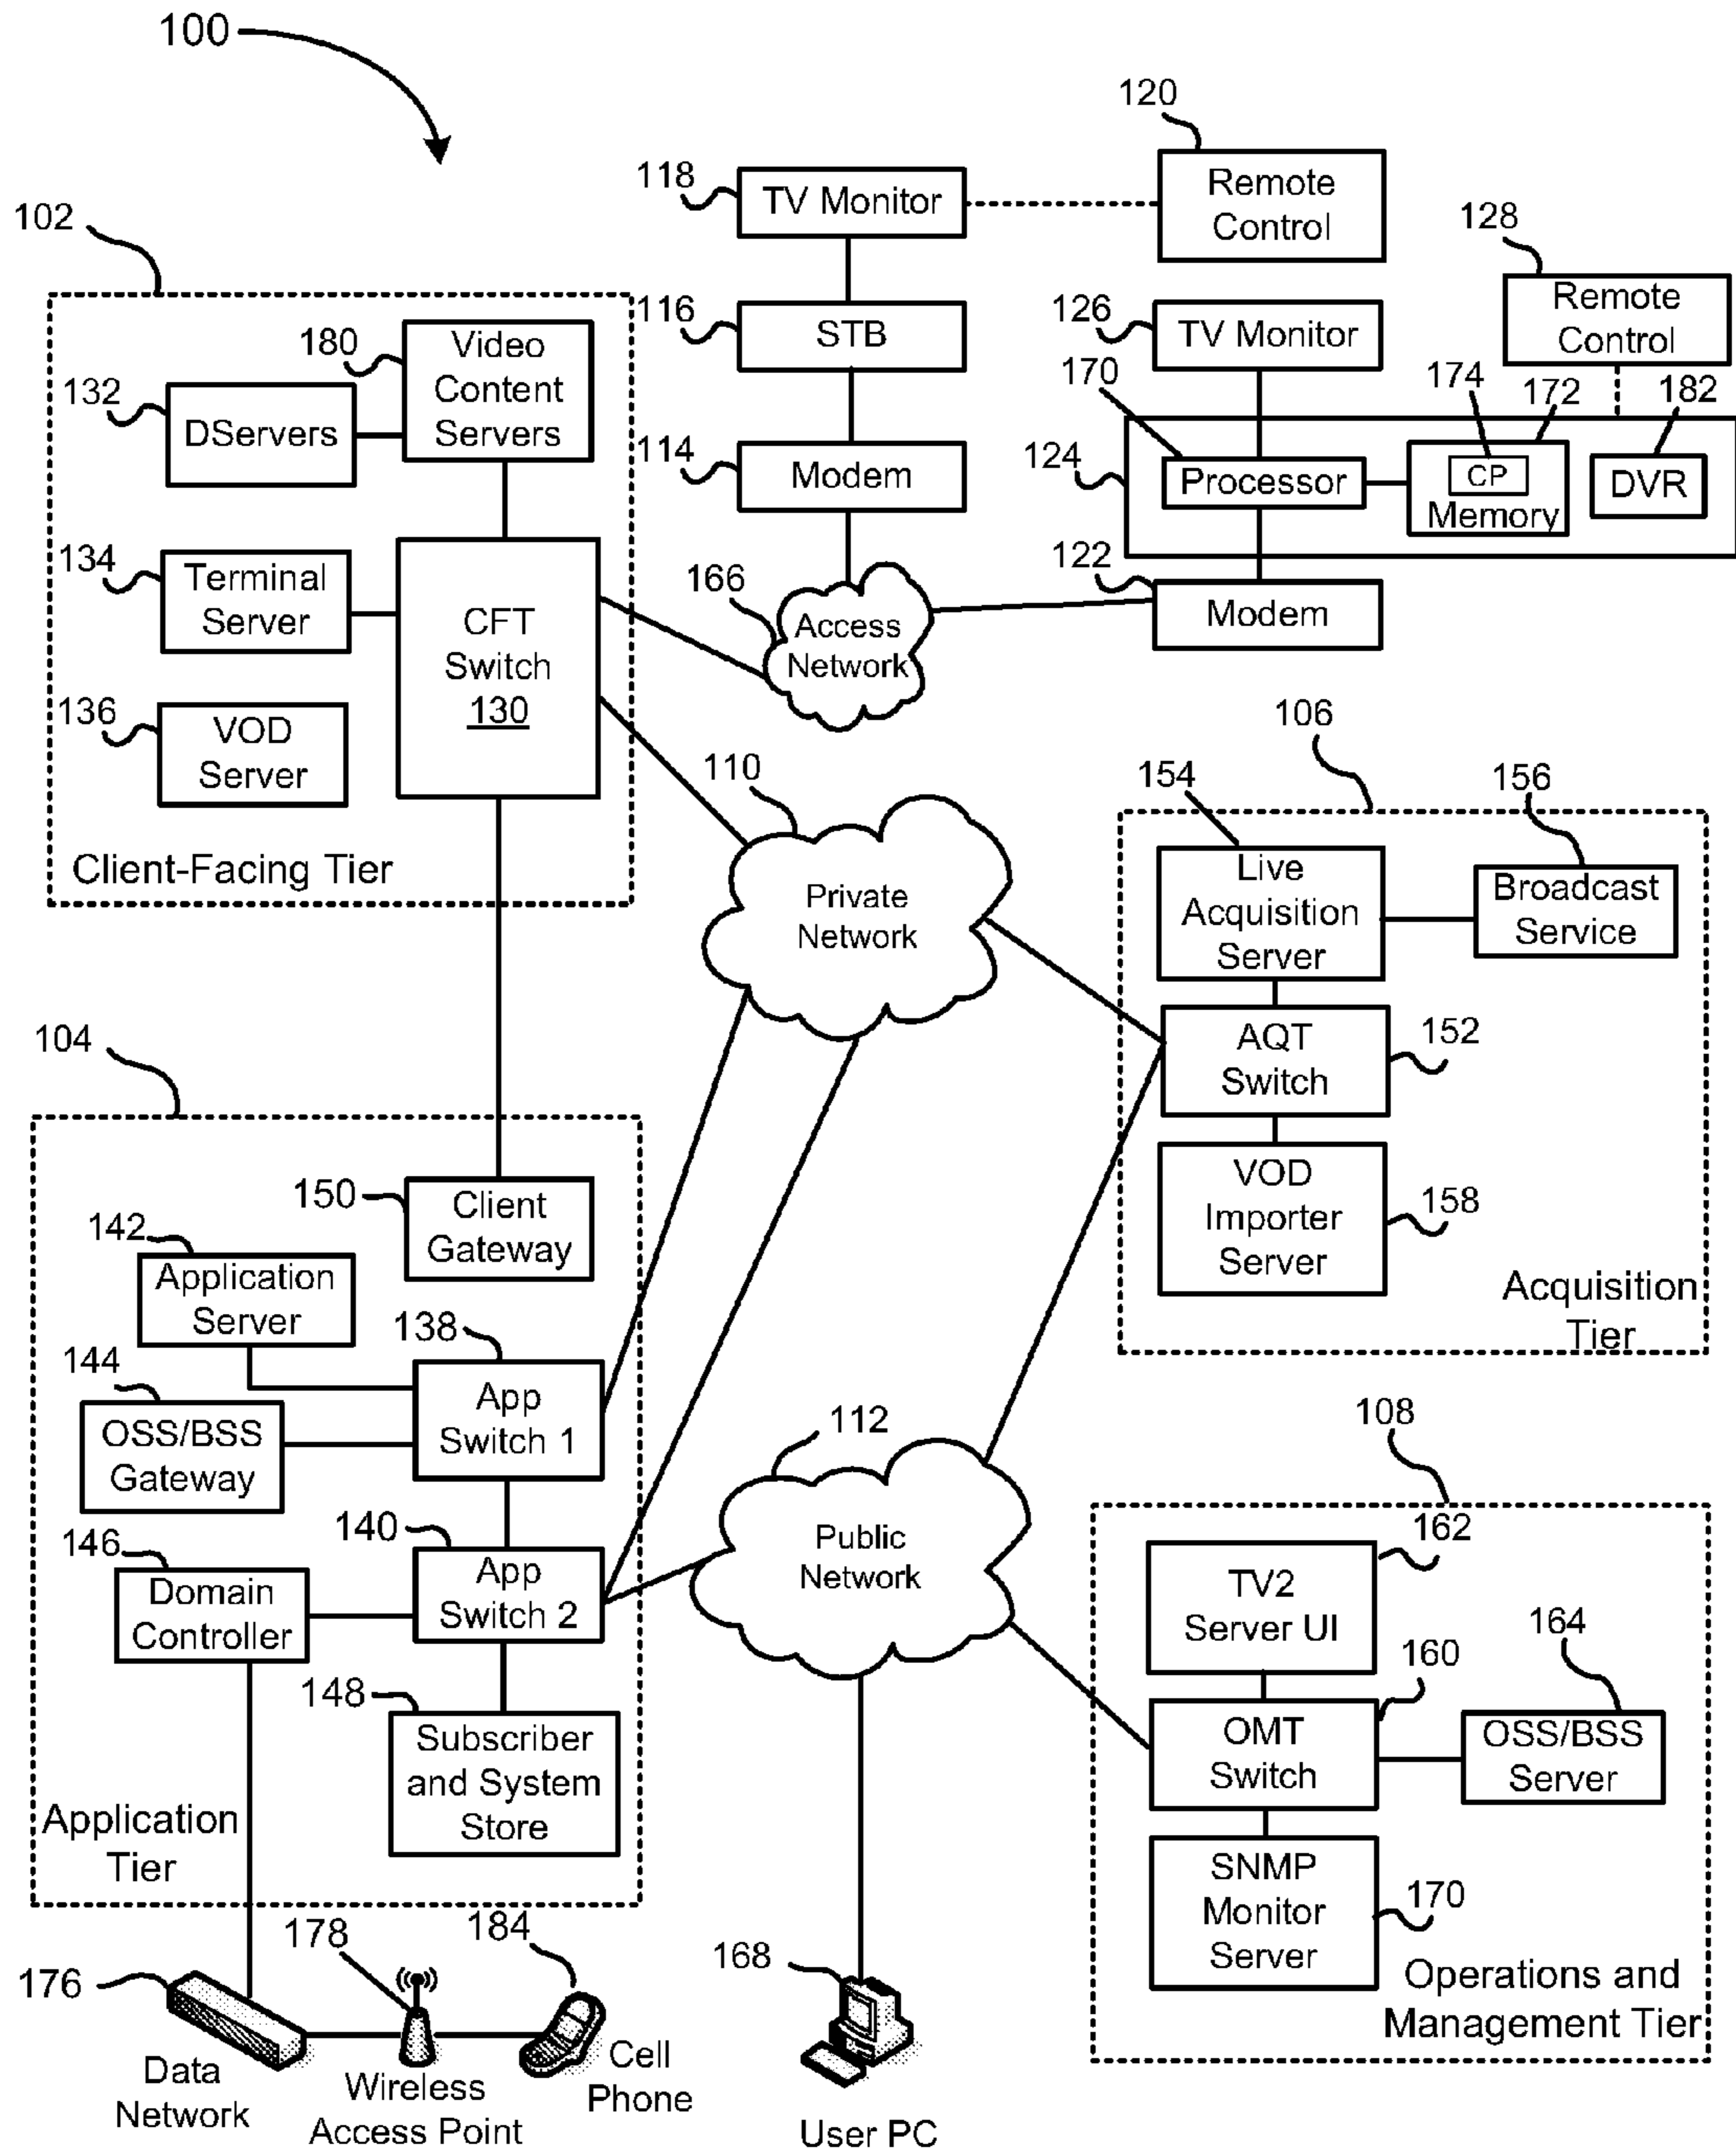 100
120
118
TV Monitor
Remote
Control
102
128
Remote
Control
116
STB
126
TV Monitor
180
Video
Content
Servers
132
DServers
170
174
172
182
114
Modem
124
Processor
CP
Memory
DVR
134
Terminal
Server
CFT
Switch
130
166
Access
Network
122
Modem
136
VOD
Server
Client-Facing Tier
110
Private
Network
106
154
156
Live
Acquisition
Server
Broadcast
Service
AQT
Switch
152
VOD
Importer
Server
158
Acquisition
Tier
104
150
Client
Gateway
142
Application
Server
138
App
Switch 1
144
OSS/BSS
Gateway
140
App
Switch 2
146
Domain
Controller
148
Subscriber
and System
Store
Application
Tier
112
Public
Network
108
162
TV2
Server UI
160
164
OMT
Switch
OSS/BSS
Server
SNMP
Monitor
Server
170
Operations and
Management Tier
176
Data
Network
178
Wireless
Access Point
184
Cell
Phone
168
User PC